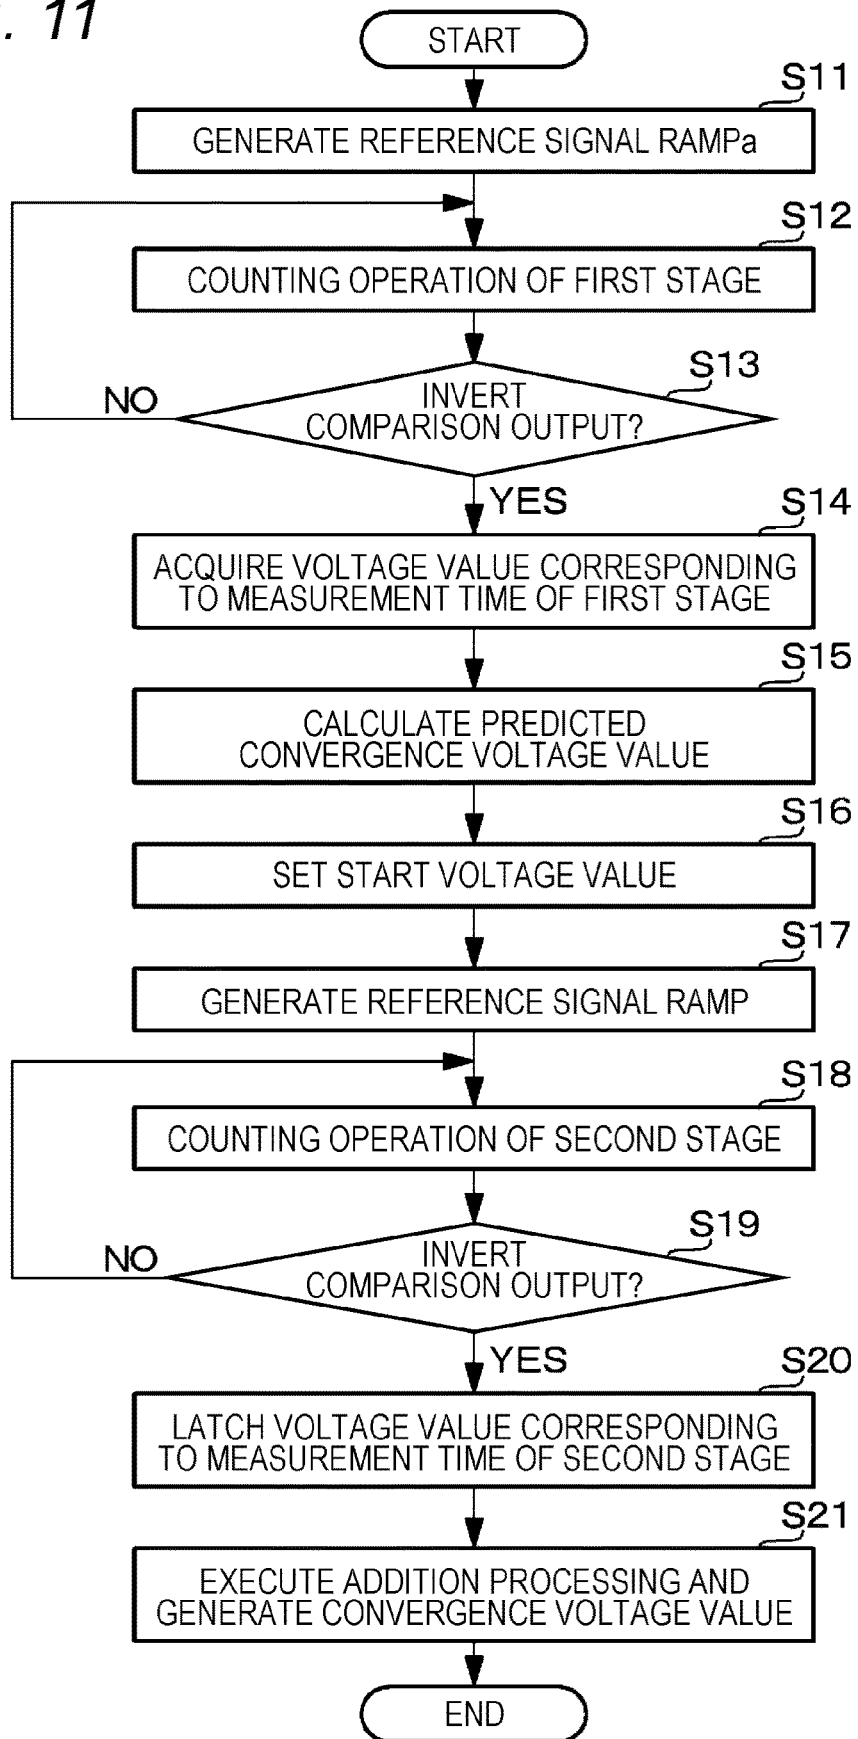 . 11
START
S11
GENERATE REFERENCE SIGNAL RAMPa
S12
COUNTING OPERATION OF FIRST STAGE
S13
INVERT
COMPARISON OUTPUT?
NO
YES
S14
ACQUIRE VOLTAGE VALUE CORRESPONDING
TO MEASUREMENT TIME OF FIRST STAGE
S15
CALCULATE PREDICTED
CONVERGENCE VOLTAGE VALUE
S16
SET START VOLTAGE VALUE
S17
GENERATE REFERENCE SIGNAL RAMP
S18
COUNTING OPERATION OF SECOND STAGE
S19
INVERT
COMPARISON OUTPUT?
NO
YES
S20
LATCH VOLTAGE VALUE CORRESPONDING
TO MEASUREMENT TIME OF SECOND STAGE
S21
EXECUTE ADDITION PROCESSING AND
GENERATE CONVERGENCE VOLTAGE VALUE
END